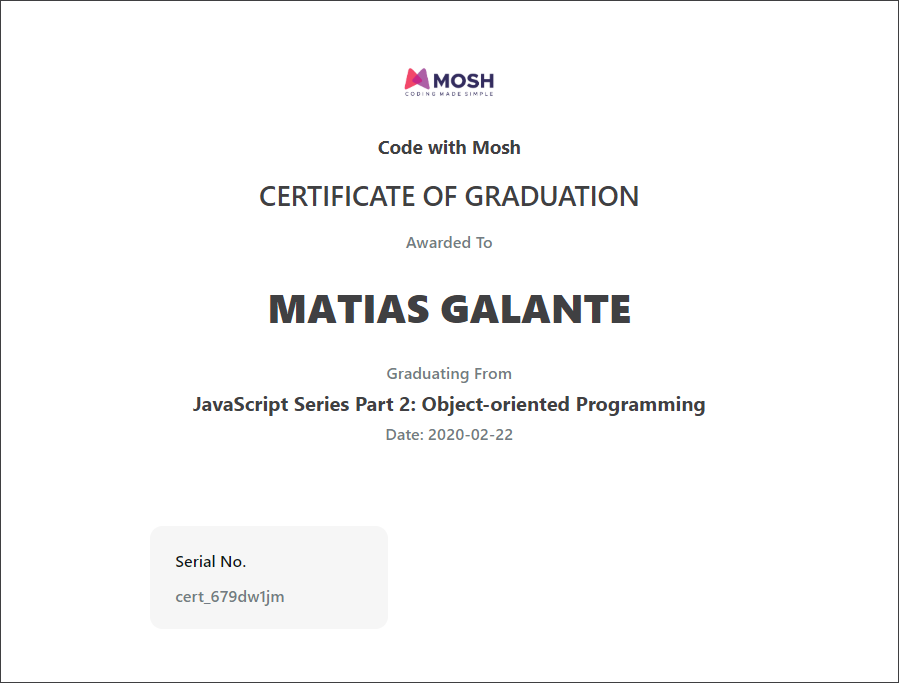 MOSH
CODING MADE SIMPLE
Code with Mosh
CERTIFICATE OF GRADUATION
Awarded To
MATIAS GALANTE
Graduating From
JavaScript Series Part 2: Object-oriented Programming
Date: 2020-02-22
Serial No.
cert_679dw1jm